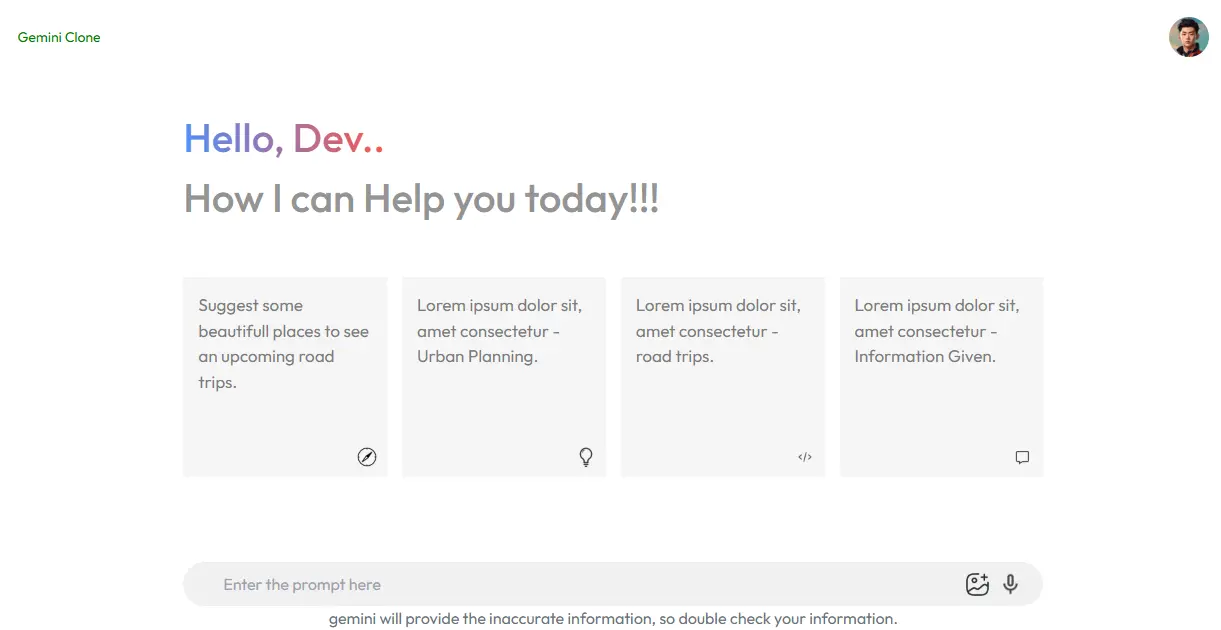 Gemini Clone
Hello, Dev..
How I can Help you today!!!
Suggest some
beautifull places to see
an upcoming road
trips.
Lorem ipsum dolor sit,
amet consectetur -
Urban Planning.
Lorem ipsum dolor sit,
amet consectetur -
road trips.
Lorem ipsum dolor sit,
amet consectetur -
Information Given.
Enter the prompt here
gemini will provide the inaccurate information, so double check your information.